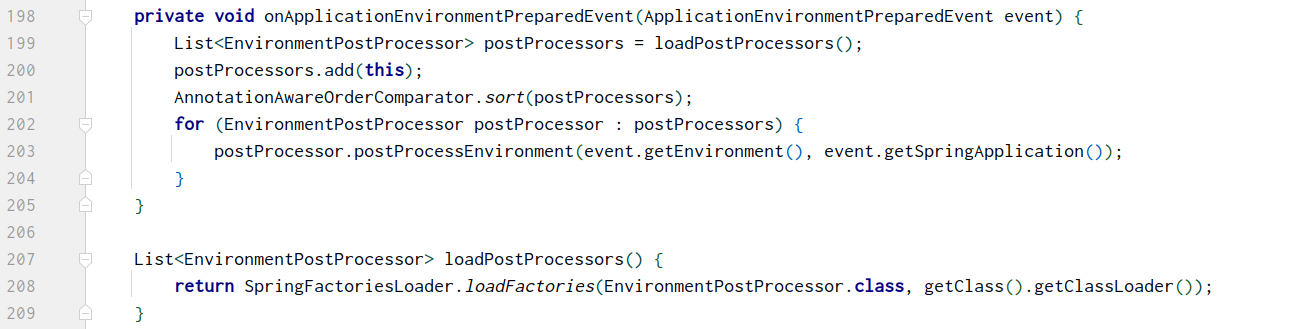 198 private void onApplicationEnvironmentPreparedEvent(ApplicationEnvironmentPreparedEvent event) {
199 List<EnvironmentPostProcessor> postProcessors = loadPostProcessors();
200 postProcessors.add(this);
201 AnnotationAwareOrderComparator.sort(postProcessors);
202 for (EnvironmentPostProcessor postProcessor : postProcessors) {
203 postProcessor.postProcessEnvironment(event.getEnvironment(), event.getSpringApplication());
204 }
205 }
206
207 List<EnvironmentPostProcessor> loadPostProcessors() {
208 return SpringFactoriesLoader.loadFactories(EnvironmentPostProcessor.class, getClass().getClassLoader());
209 }